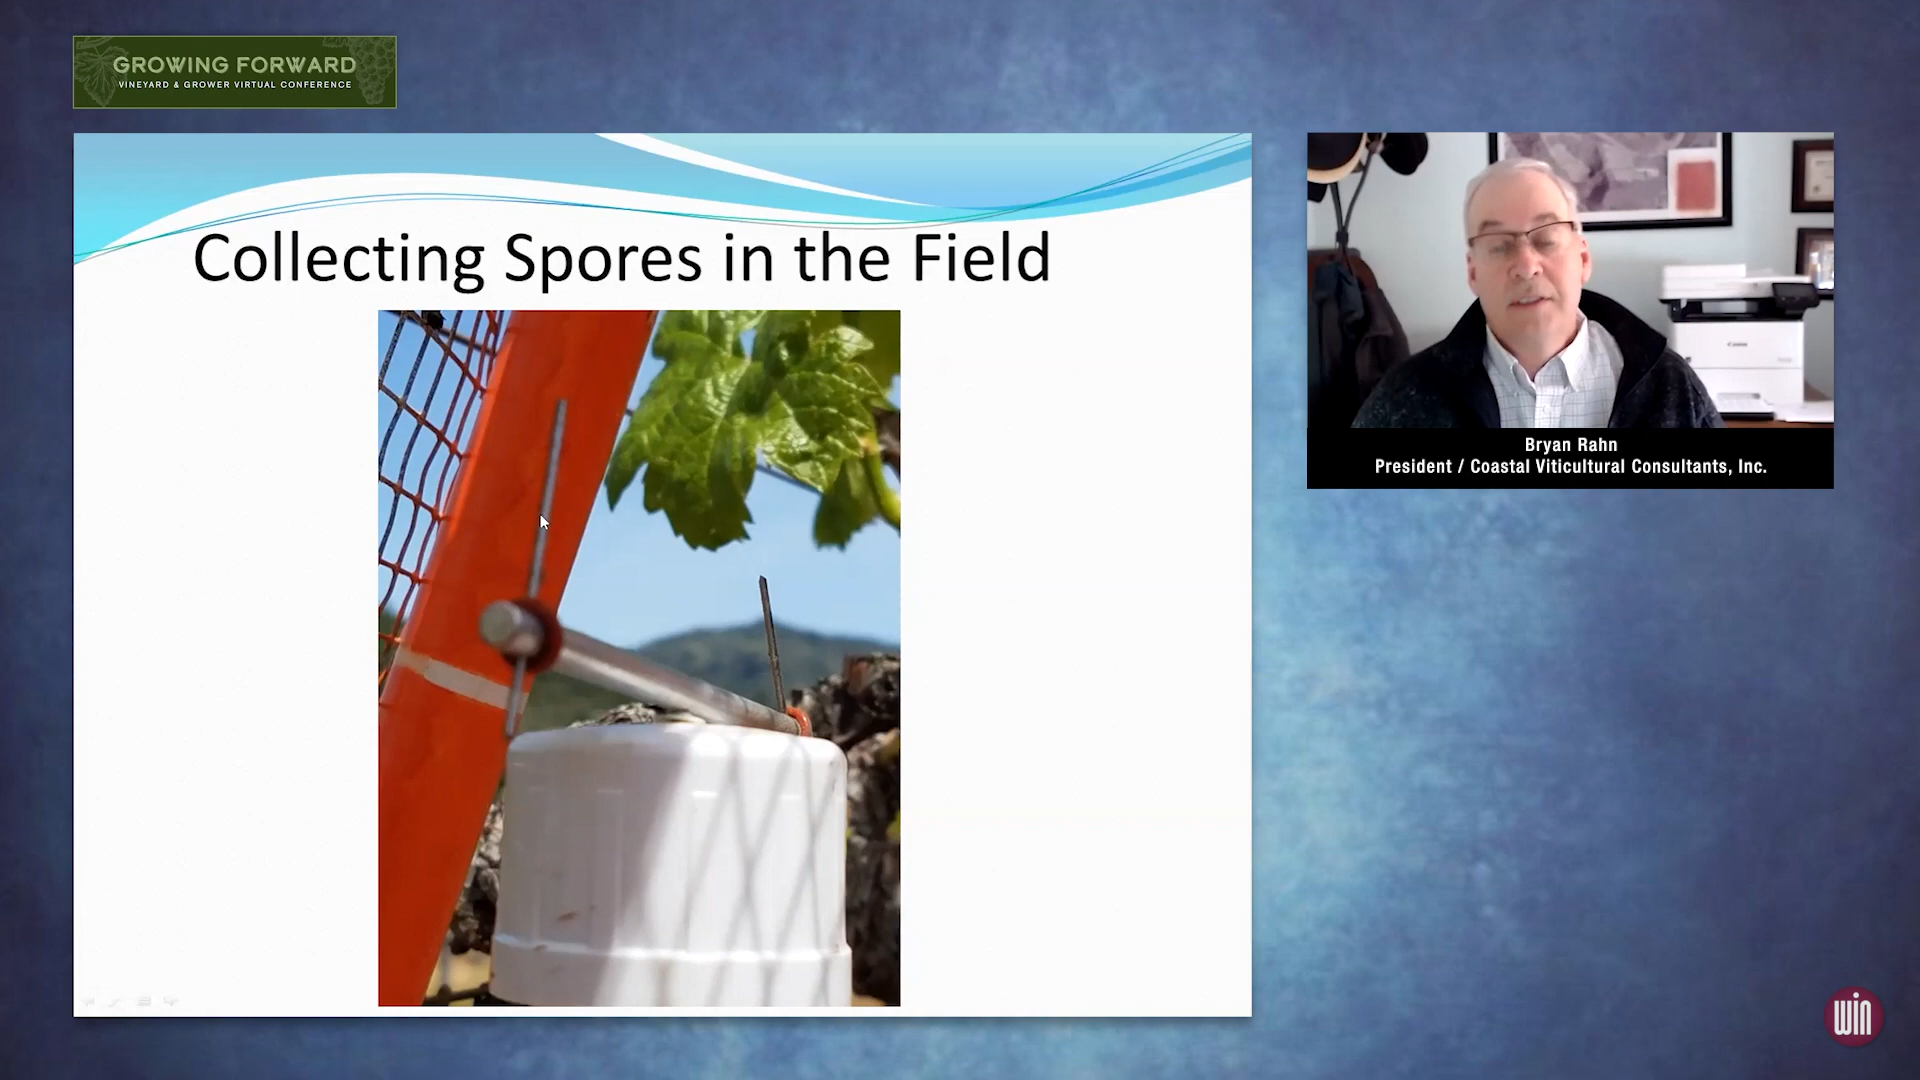 GROWING FORWARD
VINEYARD & GROWER VIRTUAL CONFERENCE
Collecting Spores in the Field
Canon
Bryan Rahn
President / Coastal Viticultural Consultants, Inc.
win